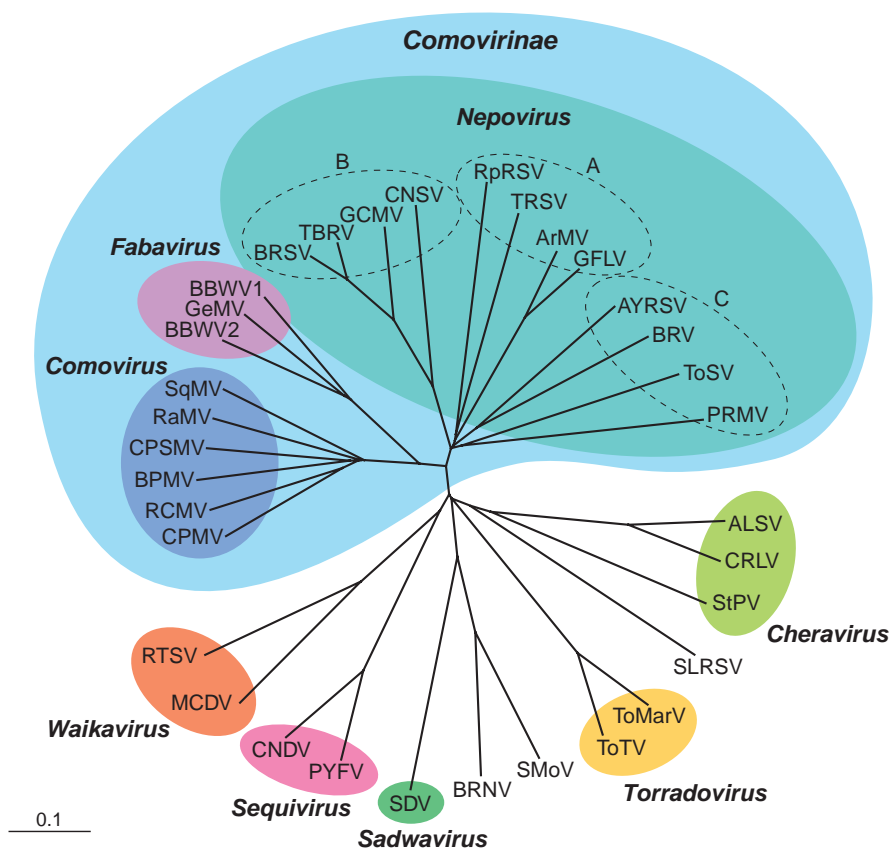 Comovirinae
Nepovirus
B
A
RpRSV
CNSV
TRSV
GCMV
TBRV
ArMV
BRSV
GFLV
Fabavirus
C
BBWV1
AYRSV
GeMV
BBWV2
BRV
Comovirus
ToSV
SqMV
RaMV
PRMV
CPSMV
BPMV
RCMV
CPMV
ALSV
CRLV
StPV
Cheravirus
RTSV
SLRSV
MCDV
ToMarV
Waikavirus
CNDV
ToTV
PYFV
SMoV
BRNV
Torradovirus
SDV
Sequivirus
0.1
Sadwavirus